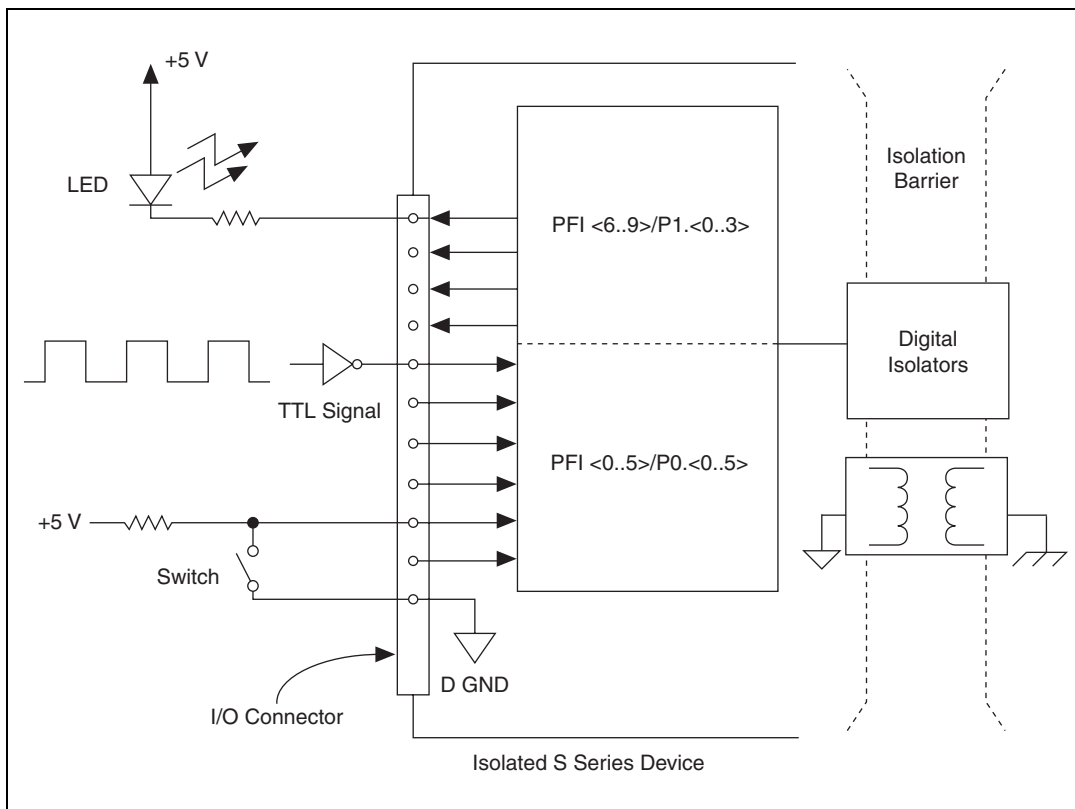 +5 V
LED
Isolation
Barrier
PFI <6..9>/P1.<0..3>
Digital
Isolators
TTL Signal
PFI <0..5>/P0.<0..5>
+5 V
Switch
D GND
I/O Connector
Isolated S Series Device